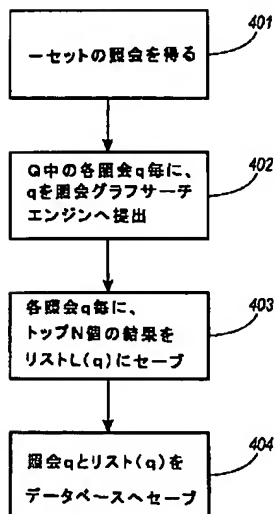 一セットの照会を得る
401
Q中の各照会q毎に、
qを照会グラフサーチ
エンジンへ提出
402
各照会q毎に、
トップN個の結果を
リストL(q)にセーブ
403
照会qとリスト(q)を
データベースへセーブ
404